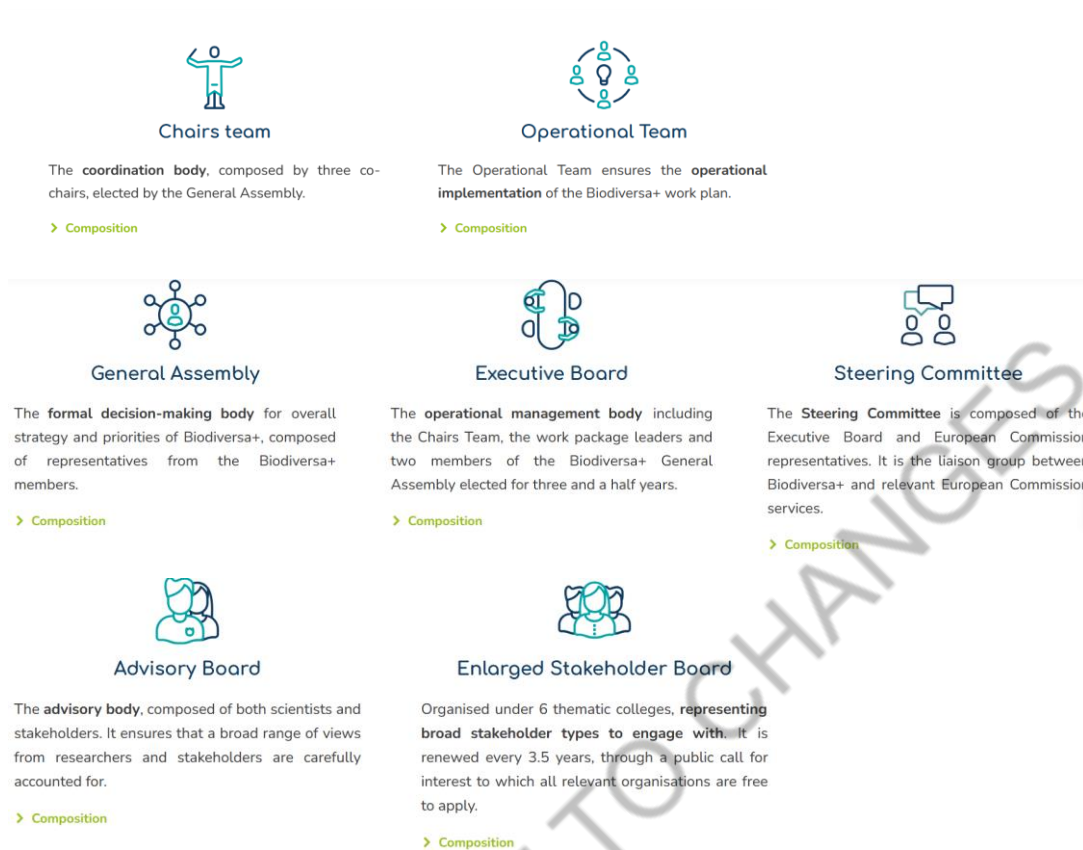 Chairs team
The coordination body, composed by three co-
chairs, elected by the General Assembly.
> Composition
Operational Team
The Operational Team ensures the operational
implementation of the Biodiversa+ work plan.
> Composition
General Assembly
The formal decision-making body for overall
strategy and priorities of Biodiversa+, composed
of representatives from the Biodiversa+
members.
> Composition
Executive Board
The operational management body including
the Chairs Team, the work package leaders and
two members of the Biodiversa+ General
Assembly elected for three and a half years.
> Composition
Steering Committee
The Steering Committee is composed of the
Executive Board and European Commission
representatives. It is the liaison group between
Biodiversa+ and relevant European Commission
services.
> Composition
Advisory Board
The advisory body, composed of both scientists and
stakeholders. It ensures that a broad range of views
from researchers and stakeholders are carefully
accounted for.
> Composition
Enlarged Stakeholder Board
Organised under 6 thematic colleges, representing
broad stakeholder types to engage with. It is
renewed every 3.5 years, through a public call for
interest to which all relevant organisations are free
to apply.
> Composition
TO CHANGES